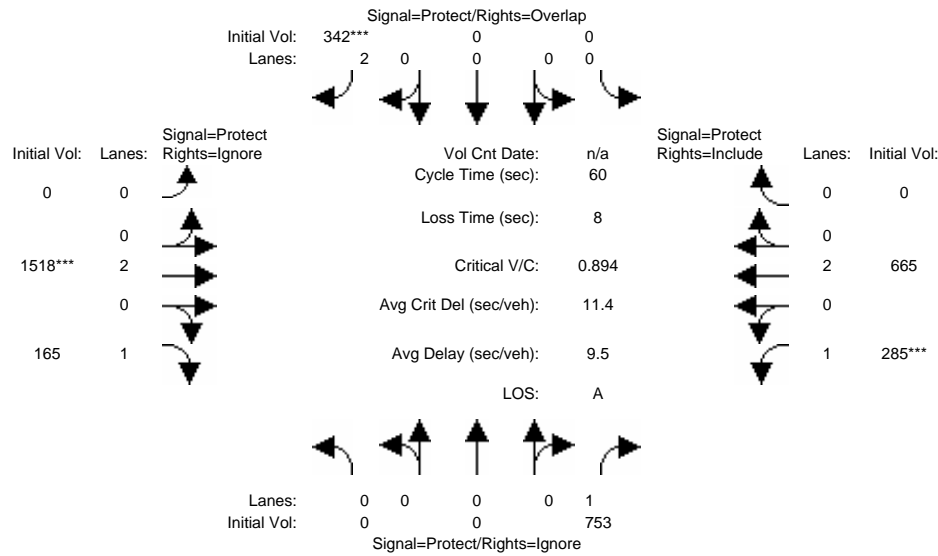 Signal=Protect/Rights=Overlap
Initial Vol: 342*** 0 0
Lanes: 2 0 0 0 0
Signal=Protect Signal=Protect
Initial Vol: Lanes: Rights=Ignore Vol Cnt Date: n/a Rights=Include Lanes: Initial Vol:
Cycle Time (sec): 60
0 0 0 0
Loss Time (sec): 8
0 0
1518*** 2 Critical V/C: 0.894 2 665
0 Avg Crit Del (sec/veh): 11.4 0
165 1 Avg Delay (sec/veh): 9.5 1 285***
LOS: A
Lanes: 0 0 0 0 1
Initial Vol: 0 0 753
Signal=Protect/Rights=Ignore